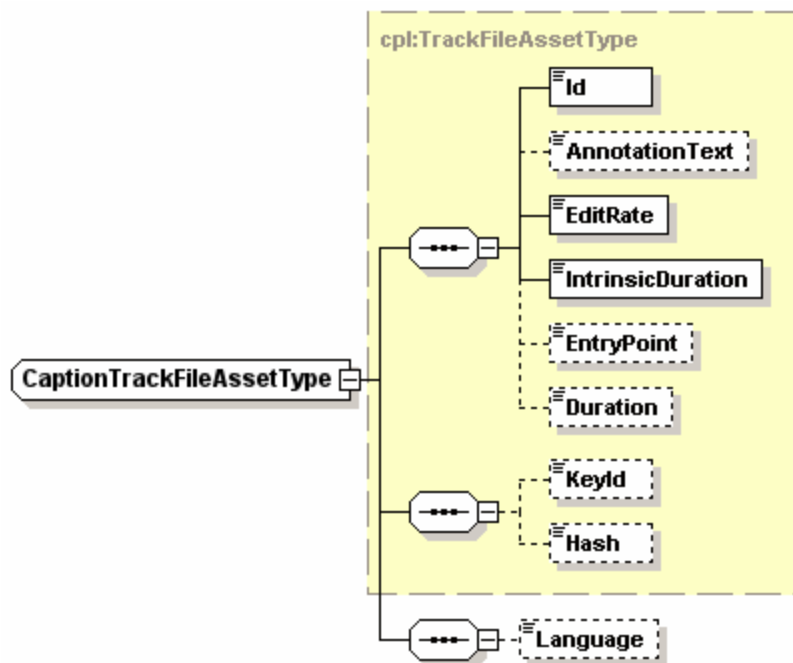 cpl:TrackFileAssetType
Id
AnnotationText
EditRate
IntrinsicDuration
EntryPoint
CaptionTrackFileAssetType
Duration
KeyId
Hash
Language